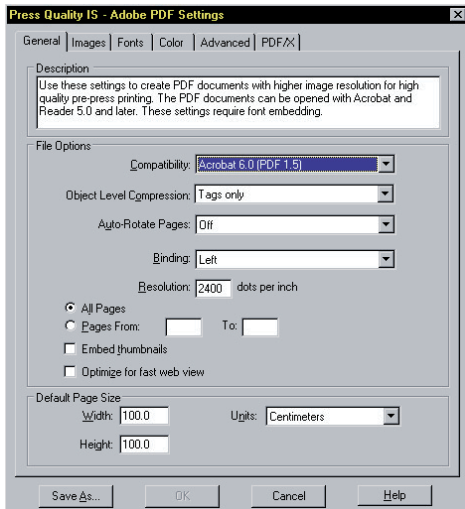 Press Quality IS - Adobe PDF Settings
General Images Fonts Color Advanced PDF/X
Description
Use these settings to create PDF documents with higher image resolution for high
quality pre-press printing. The PDF documents can be opened with Acrobat and
Reader 5.0 and later. These settings require font embedding.
File Options
Compatibility: Acrobat 6.0 (PDF 1.5)
Object Level Compression: Tags only
Auto-Rotate Pages: Off
Binding: Left
Resolution: 2400 dots per inch
All Pages
Pages From: To:
Embed thumbnails
Optimize for fast web view
Default Page Size
Width: 100.0 Units: Centimeters
Height: 100.0
Save As... OK Cancel Help